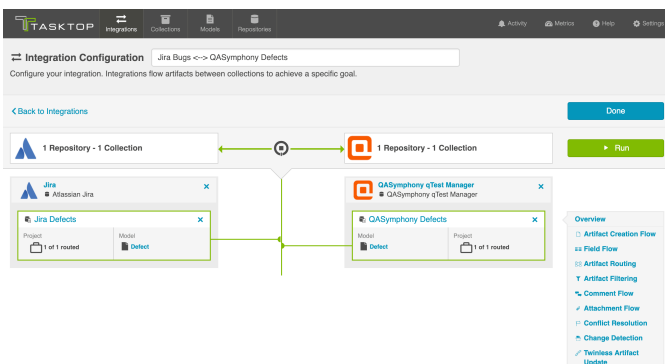 TASKTOP
Integrations
Collections
Models
Repositories
Activity
Metrics
Help
Settings
Integration Configuration
Jira Bugs <--> QASymphony Defects
Configure your integration. Integrations flow artifacts between collections to achieve a specific goal.
Back to Integrations
Done
1 Repository - 1 Collection
1 Repository - 1 Collection
Run
Jira
Atlassian Jira
QASymphony qTest Manager
QASymphony qTest Manager
Jira Defects
Project
Model
1 of 1 routed
Defect
QASymphony Defects
Model
Project
Defect
1 of 1 routed
Overview
Artifact Creation Flow
Field Flow
Artifact Routing
Artifact Filtering
Comment Flow
Attachment Flow
Conflict Resolution
Change Detection
Twinless Artifact
Update